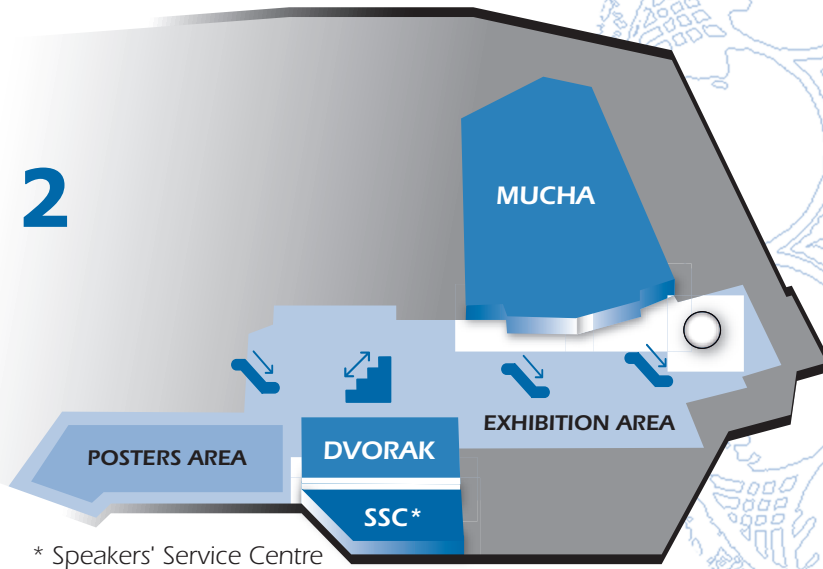 2
MUCHA
EXHIBITION AREA
POSTERS AREA
DVORAK
SSC*
* Speakers' Service Centre